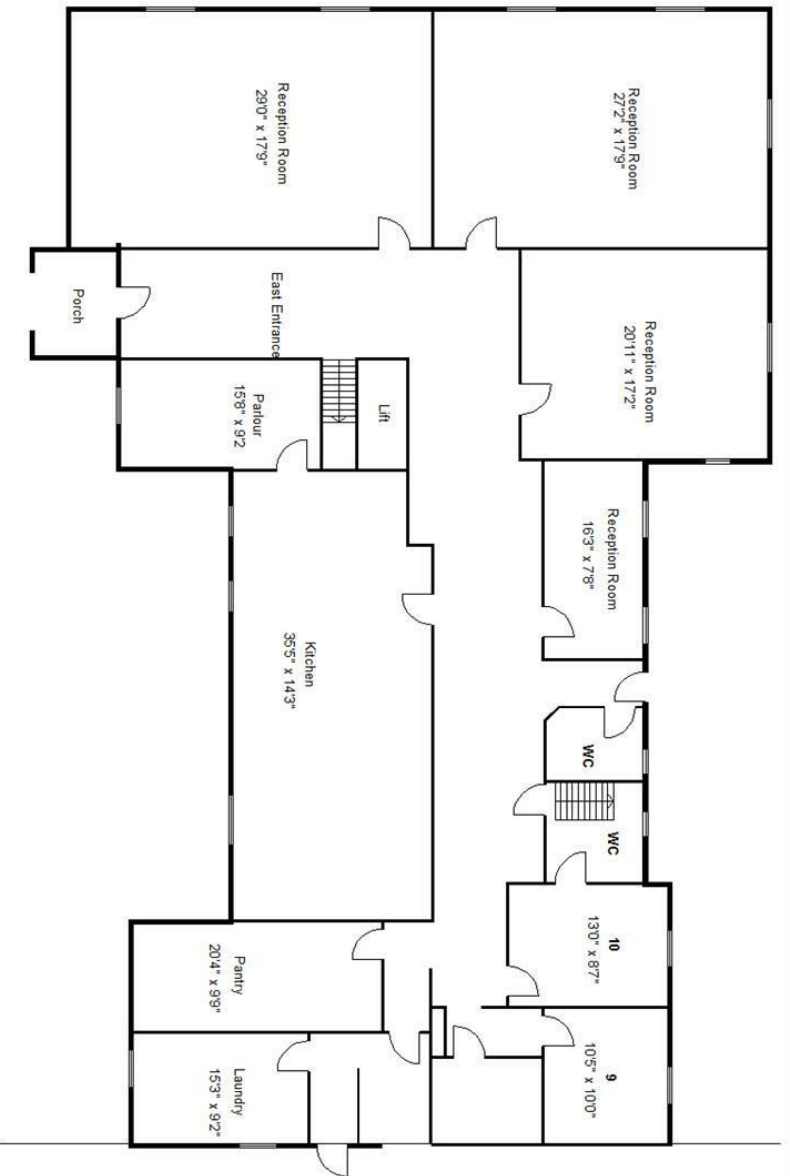 Reception Room
29'0" x 17'9"
Reception Room
27'2" x 17'9"
Porch
East Entrance
Reception Room
20'11" x 17'2"
Parlour
15'8" x 9'2
Lift
Reception Room
16'3" x 7'8"
Kitchen
35'5" x 14'3"
WC
WC
10
13'0" x 8'7"
Pantry
20'4" x 9'9"
9
10'5" x 10'0"
Laundry
15'3" x 9'2"